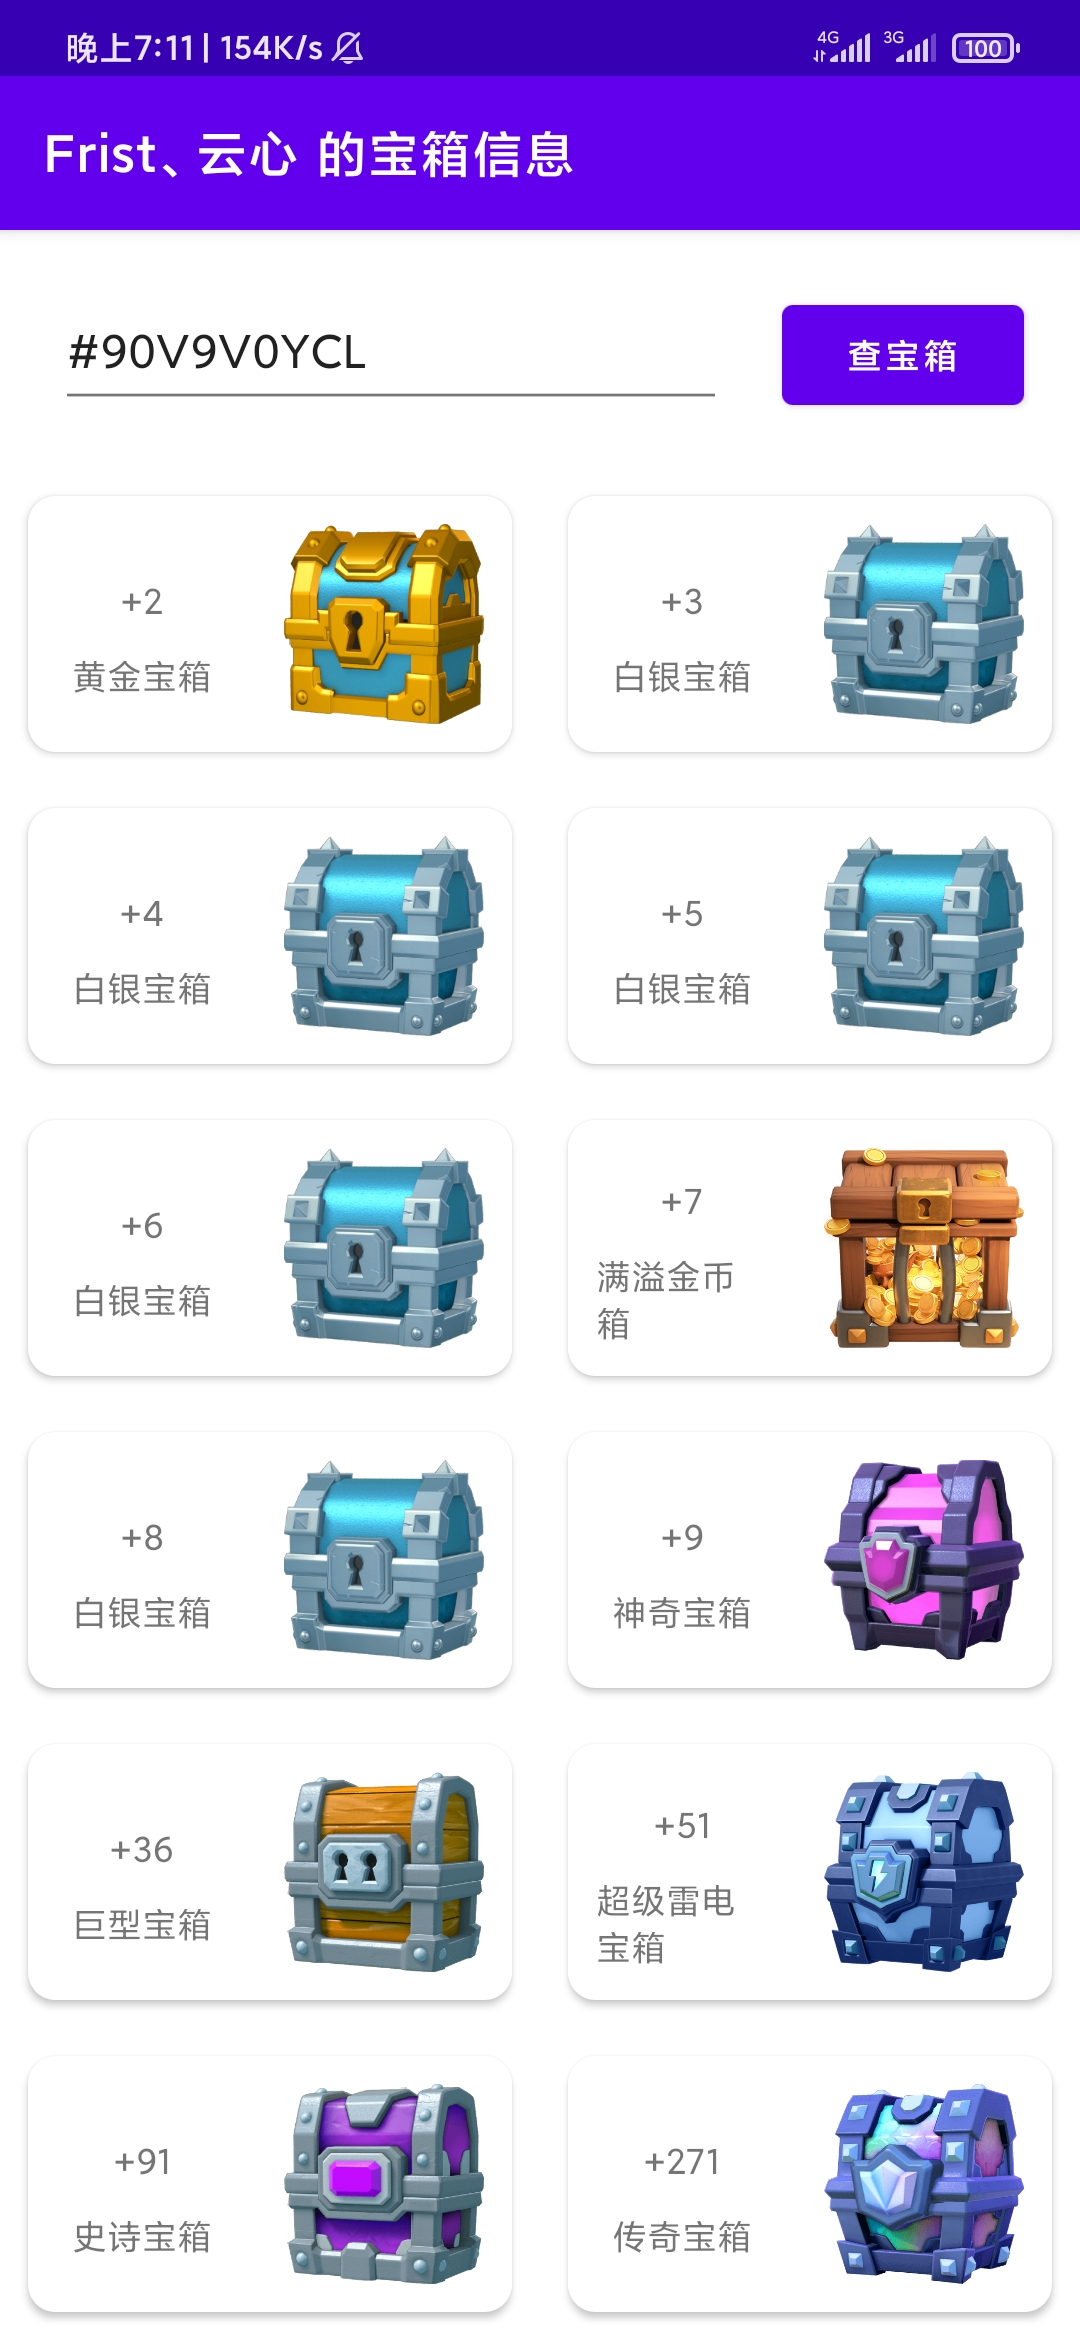 晚上7:11 | 154K/s 4G 3G 100
Frist、云心 的宝箱信息
#90V9V0YCL 查宝箱
+2
黄金宝箱
+3
白银宝箱
+4
白银宝箱
+5
白银宝箱
+6
白银宝箱
+7
满溢金币
箱
+8
白银宝箱
+9
神奇宝箱
+36
巨型宝箱
+51
超级雷电
宝箱
+91
史诗宝箱
+271
传奇宝箱